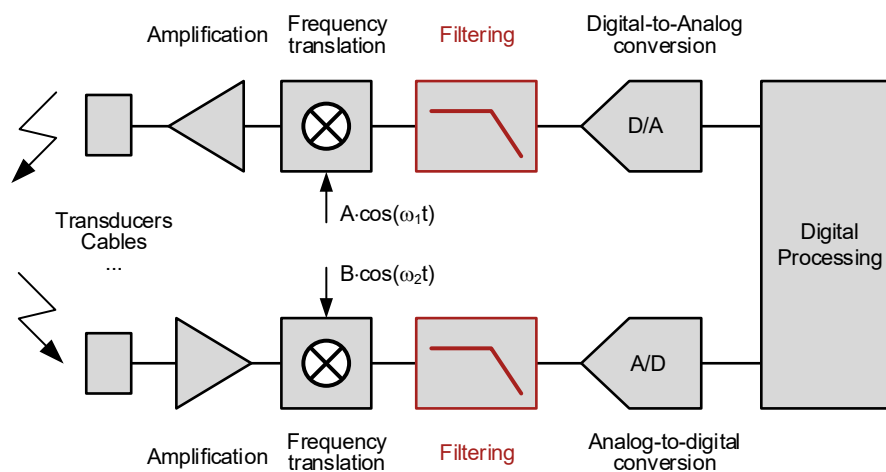 Amplification
Frequency
translation
Filtering
Digital-to-Analog
conversion
D/A
A·cos(ω₁t)
Transducers
Cables
...
Digital
Processing
B·cos(ω₂t)
A/D
Amplification
Frequency
translation
Filtering
Analog-to-digital
conversion